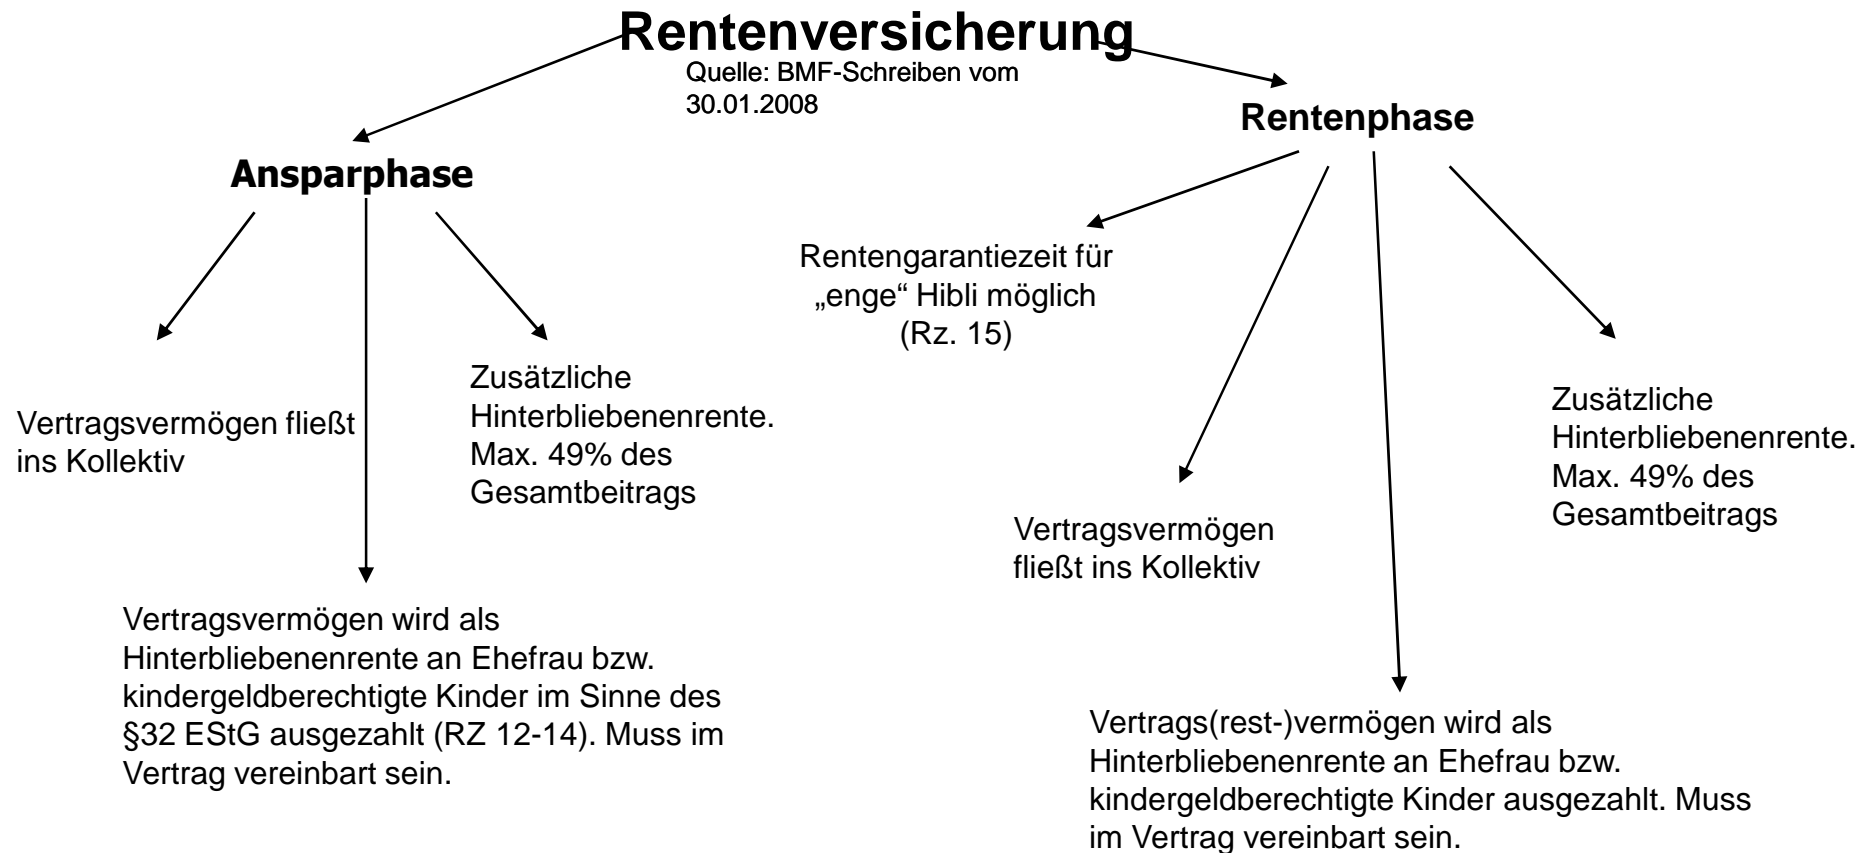 Rentenversicherung
Quelle: BMF-Schreiben vom
30.01.2008
Ansparphase
Vertragsvermögen fließt
ins Kollektiv
Vertragsvermögen wird als
Hinterbliebenenrente an Ehefrau bzw.
kindergeldberechtigte Kinder im Sinne des
§32 EStG ausgezahlt (RZ 12-14). Muss im
Vertrag vereinbart sein.
Zusätzliche
Hinterbliebenenrente.
Max. 49% des
Gesamtbeitrags
Rentenphase
Rentengarantiezeit für
„enge“ Hibli möglich
(Rz. 15)
Vertragsvermögen
fließt ins Kollektiv
Vertrags(rest-)vermögen wird als
Hinterbliebenenrente an Ehefrau bzw.
kindergeldberechtigte Kinder ausgezahlt. Muss
im Vertrag vereinbart sein.
Zusätzliche
Hinterbliebenenrente.
Max. 49% des
Gesamtbeitrags